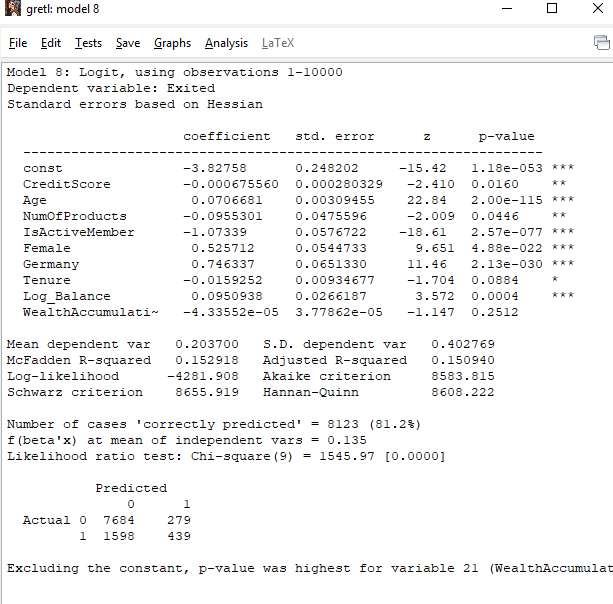 gretl: model 8
File Edit Tests Save Graphs Analysis LaTeX
Model 8: Logit, using observations 1-10000
Dependent variable: Exited
Standard errors based on Hessian
coefficient std. error z p-value
---------------------------------------------------------------
const -3.82758 0.248202 -15.42 1.18e-053 ***
CreditScore -0.000675560 0.000280329 -2.410 0.0160 **
Age 0.0706681 0.00309455 22.84 2.00e-115 ***
NumOfProducts -0.0955301 0.0475596 -2.009 0.0446 **
IsActiveMember -1.07339 0.0576722 -18.61 2.57e-077 ***
Female 0.525712 0.0544733 9.651 4.88e-022 ***
Germany 0.746337 0.0651330 11.46 2.13e-030 ***
Tenure -0.0159252 0.00934677 -1.704 0.0884 *
Log_Balance 0.0950938 0.0266187 3.572 0.0004 ***
WealthAccumulati~ -4.33552e-05 3.77862e-05 -1.147 0.2512
Mean dependent var 0.203700 S.D. dependent var 0.402769
McFadden R-squared 0.152918 Adjusted R-squared 0.150940
Log-likelihood -4281.908 Akaike criterion 8583.815
Schwarz criterion 8655.919 Hannan-Quinn 8608.222
Number of cases 'correctly predicted' = 8123 (81.2%)
f(beta'x) at mean of independent vars = 0.135
Likelihood ratio test: Chi-square(9) = 1545.97 [0.0000]
Predicted
0 1
Actual 0 7684 279
1 1598 439
Excluding the constant, p-value was highest for variable 21 (WealthAccumulat